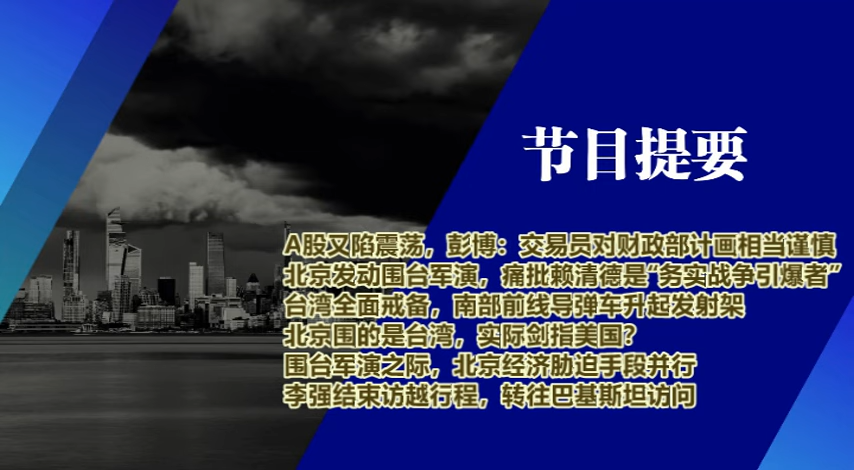 节目提要
A股又陷震荡，彭博：交易员对财政部计画相当谨慎
北京发动围台军演，痛批赖清德是“务实战争引爆者”
台湾全面戒备，南部前线导弹车升起发射架
北京围的是台湾，实际剑指美国？
围台军演之际，北京经济胁迫手段并行
李强结束访越行程，转往巴基斯坦访问